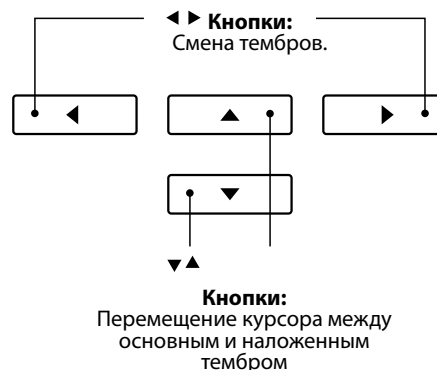 ◀ ▶ Кнопки:
Смена тембров.
◀ ▲ ▶
▼
▼▲
Кнопки:
Перемещение курсора между
основным и наложенным
тембром